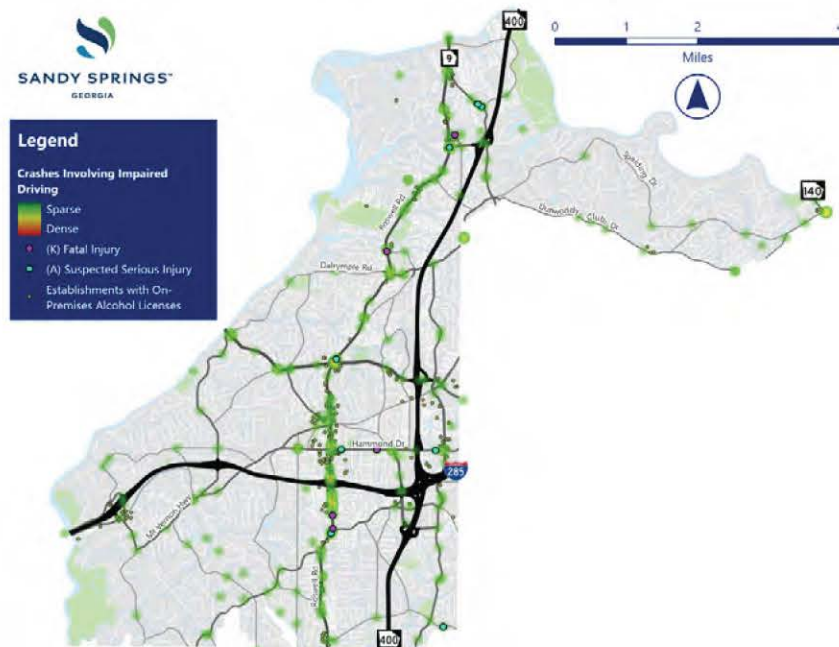 SANDY SPRINGS™
GEORGIA
Legend
Crashes Involving Impaired
Driving
Sparse
Dense
(K) Fatal Injury
(A) Suspected Serious Injury
Establishments with On-
Premises Alcohol Licenses
400
9
0 1 2 4
Miles
Spalding Dr
140
Dunwoody Club Dr
Roswell Rd
Dalrymple Rd
Hammond Dr
285
Mt Vernon Hwy
Roswell Rd
400